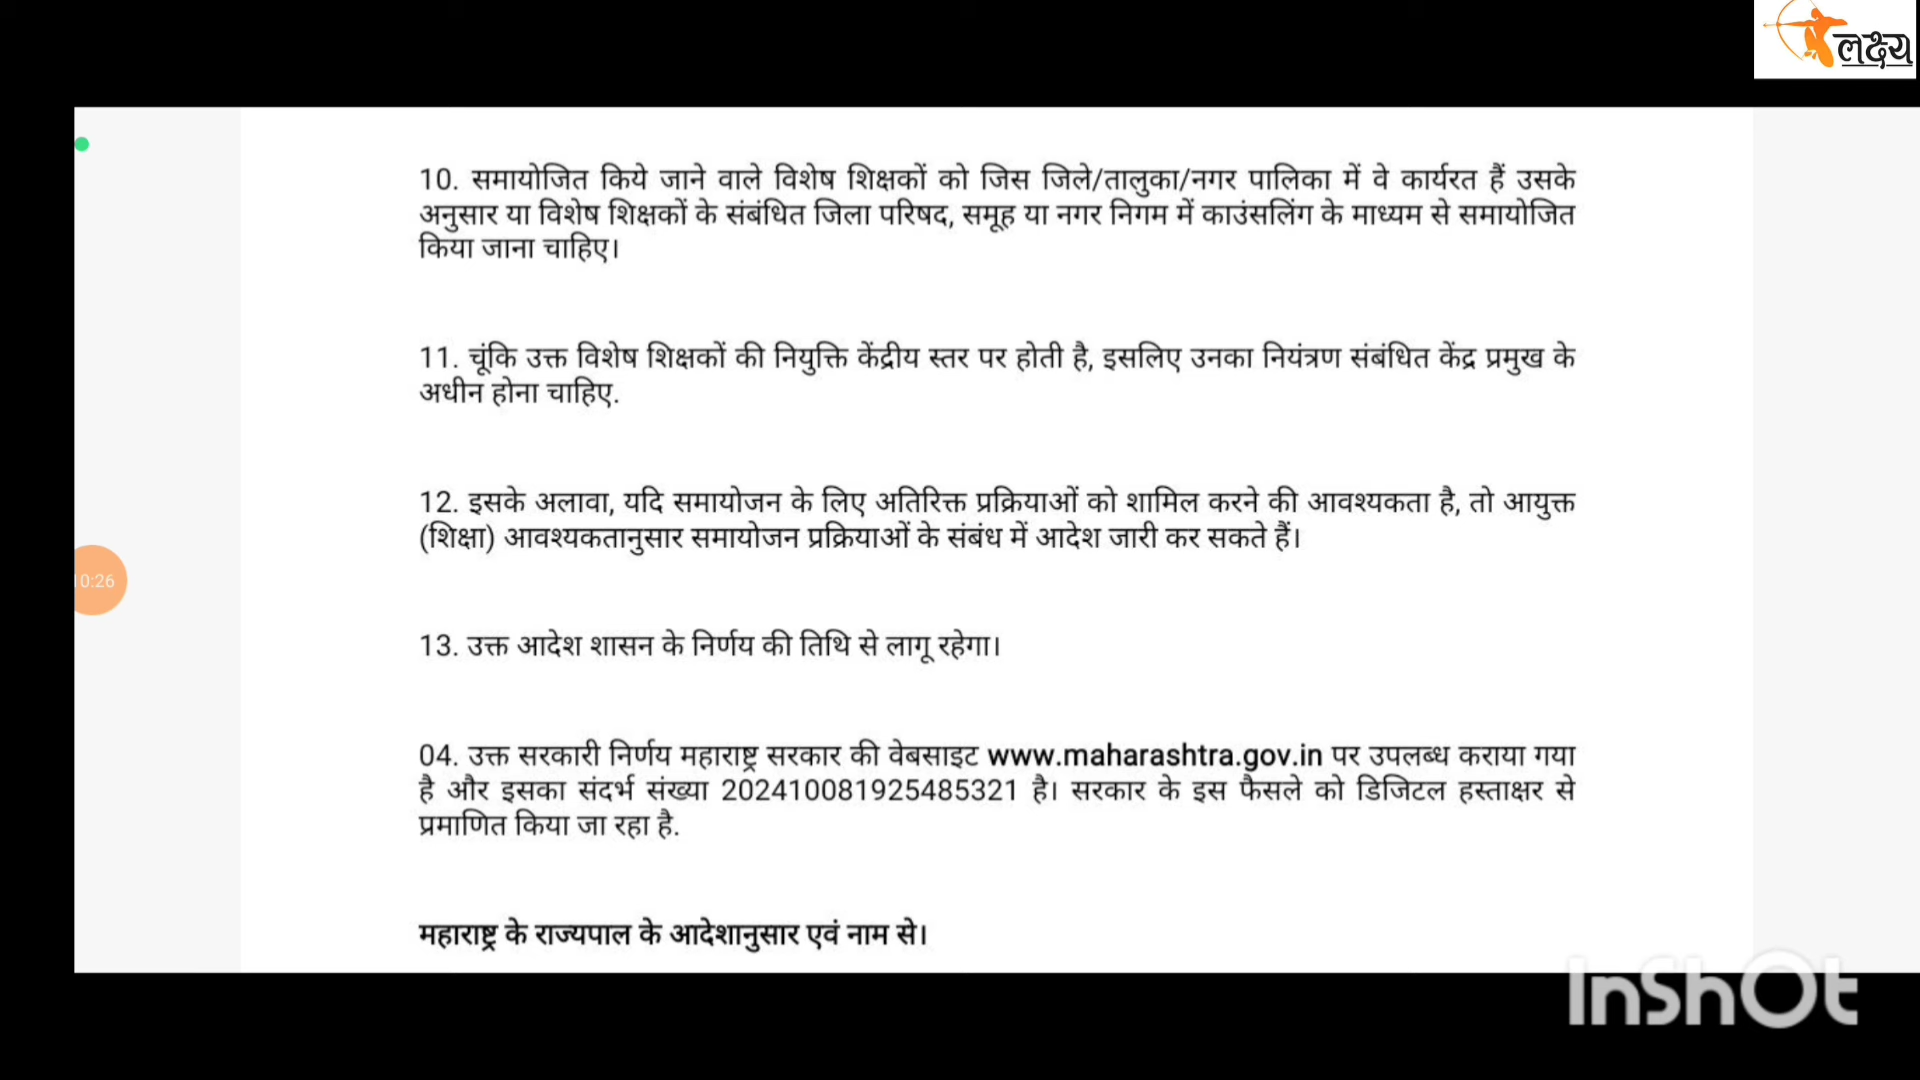 लक्ष्य
10. समायोजित किये जाने वाले विशेष शिक्षकों को जिस जिले/तालुका/नगर पालिका में वे कार्यरत हैं उसके
अनुसार या विशेष शिक्षकों के संबंधित जिला परिषद, समूह या नगर निगम में काउंसलिंग के माध्यम से समायोजित
किया जाना चाहिए।
11. चूंकि उक्त विशेष शिक्षकों की नियुक्ति केंद्रीय स्तर पर होती है, इसलिए उनका नियंत्रण संबंधित केंद्र प्रमुख के
अधीन होना चाहिए.
12. इसके अलावा, यदि समायोजन के लिए अतिरिक्त प्रक्रियाओं को शामिल करने की आवश्यकता है, तो आयुक्त
(शिक्षा) आवश्यकतानुसार समायोजन प्रक्रियाओं के संबंध में आदेश जारी कर सकते हैं।
10:26
13. उक्त आदेश शासन के निर्णय की तिथि से लागू रहेगा।
04. उक्त सरकारी निर्णय महाराष्ट्र सरकार की वेबसाइट www.maharashtra.gov.in पर उपलब्ध कराया गया
है और इसका संदर्भ संख्या 202410081925485321 है। सरकार के इस फैसले को डिजिटल हस्ताक्षर से
प्रमाणित किया जा रहा है.
महाराष्ट्र के राज्यपाल के आदेशानुसार एवं नाम से।
InShOt